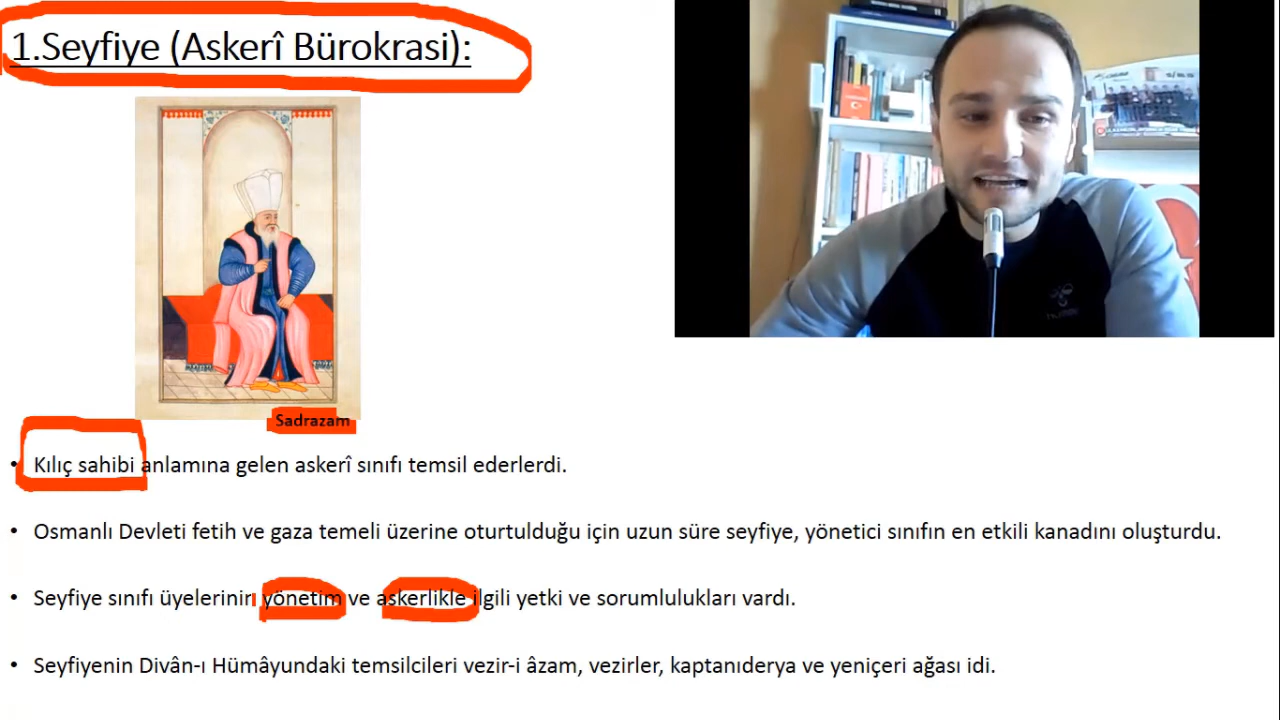 1.Seyfiye (Askerî Bürokrasi):
Sadrazam
• Kılıç sahibi anlamına gelen askerî sınıfı temsil ederlerdi.
• Osmanlı Devleti fetih ve gaza temeli üzerine oturtulduğu için uzun süre seyfiye, yönetici sınıfın en etkili kanadını oluşturdu.
• Seyfiye sınıfı üyelerinin yönetim ve askerlikle ilgili yetki ve sorumlulukları vardı.
• Seyfiyenin Divân-ı Hümâyundaki temsilcileri vezir-i âzam, vezirler, kaptanıderya ve yeniçeri ağası idi.